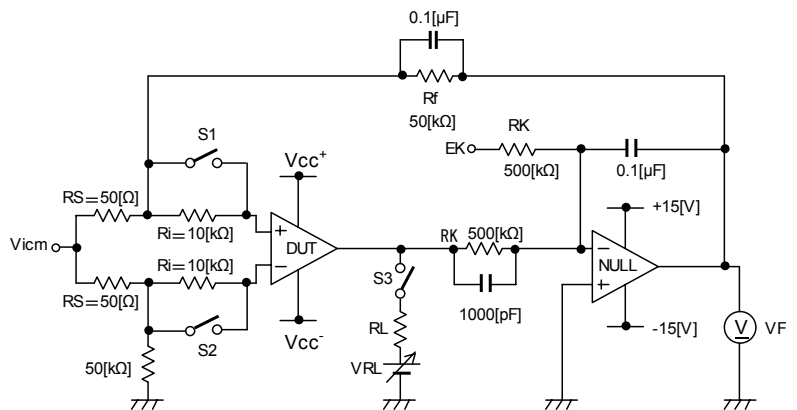 0.1[μF]
Rf
50[kΩ]
S1
Vcc+
RK
EK
500[kΩ]
0.1[μF]
RS=50[Ω]
Ri=10[kΩ]
+15[V]
Vicm
Ri=10[kΩ]
DUT
RK
500[kΩ]
NULL
RS=50[Ω]
S3
1000[pF]
S2
Vcc-
RL
-15[V]
V
VF
50[kΩ]
VRL